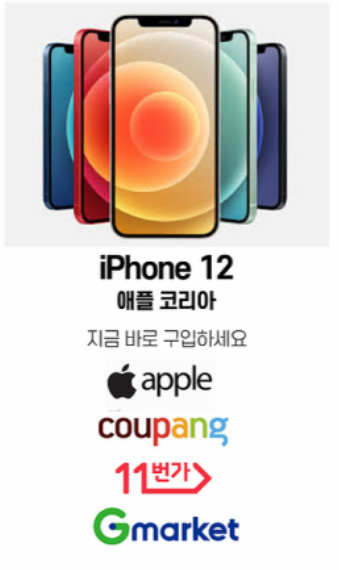 iPhone 12
애플 코리아
지금 바로 구입하세요
apple
coupang
11번가
Gmarket